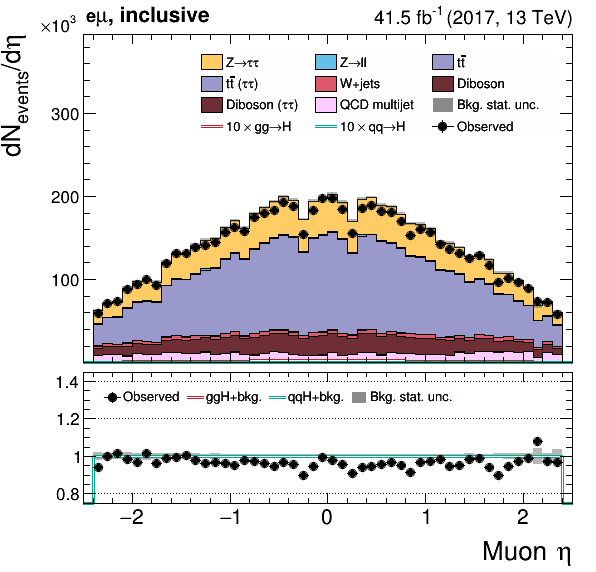 eμ, inclusive 41.5 fb⁻¹ (2017, 13 TeV)
×10³
dN_events/dη
Z→ττ Z→ll tt̄
tt̄ (ττ) W+jets Diboson
Diboson (ττ) QCD multijet Bkg. stat. unc.
10 × gg→H 10 × qq→H Observed
300
200
100
1.4
Observed ggH+bkg. qqH+bkg. Bkg. stat. unc.
1.2
1
0.8
−2 −1 0 1 2
Muon η